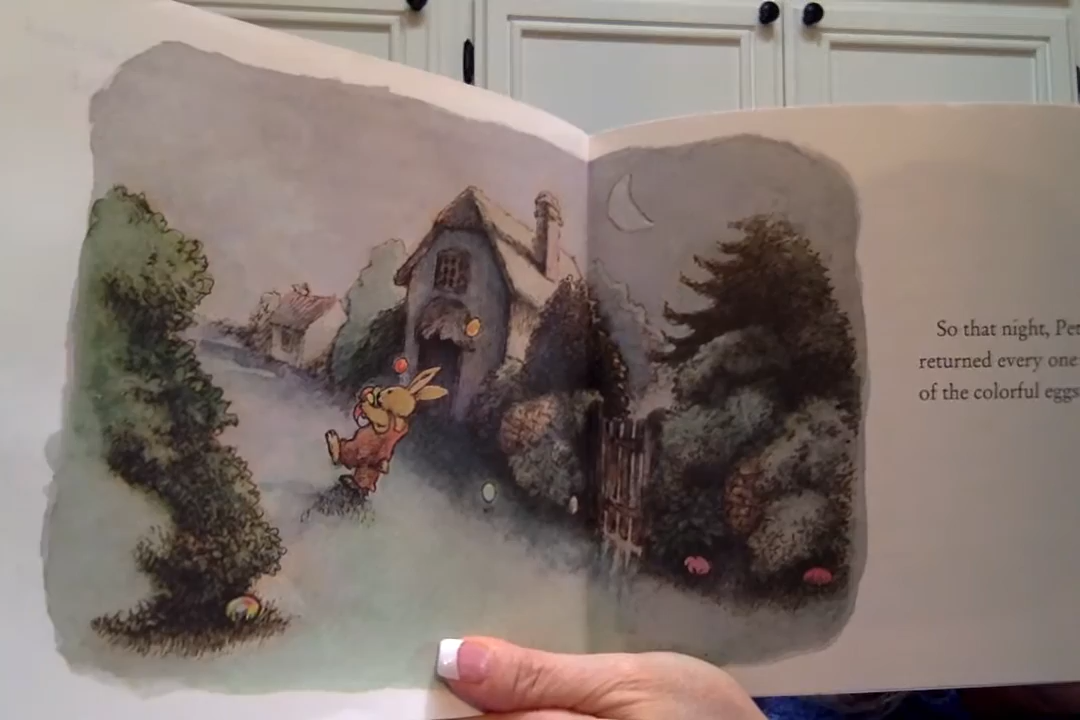 So that night, Pet
returned every one
of the colorful eggs